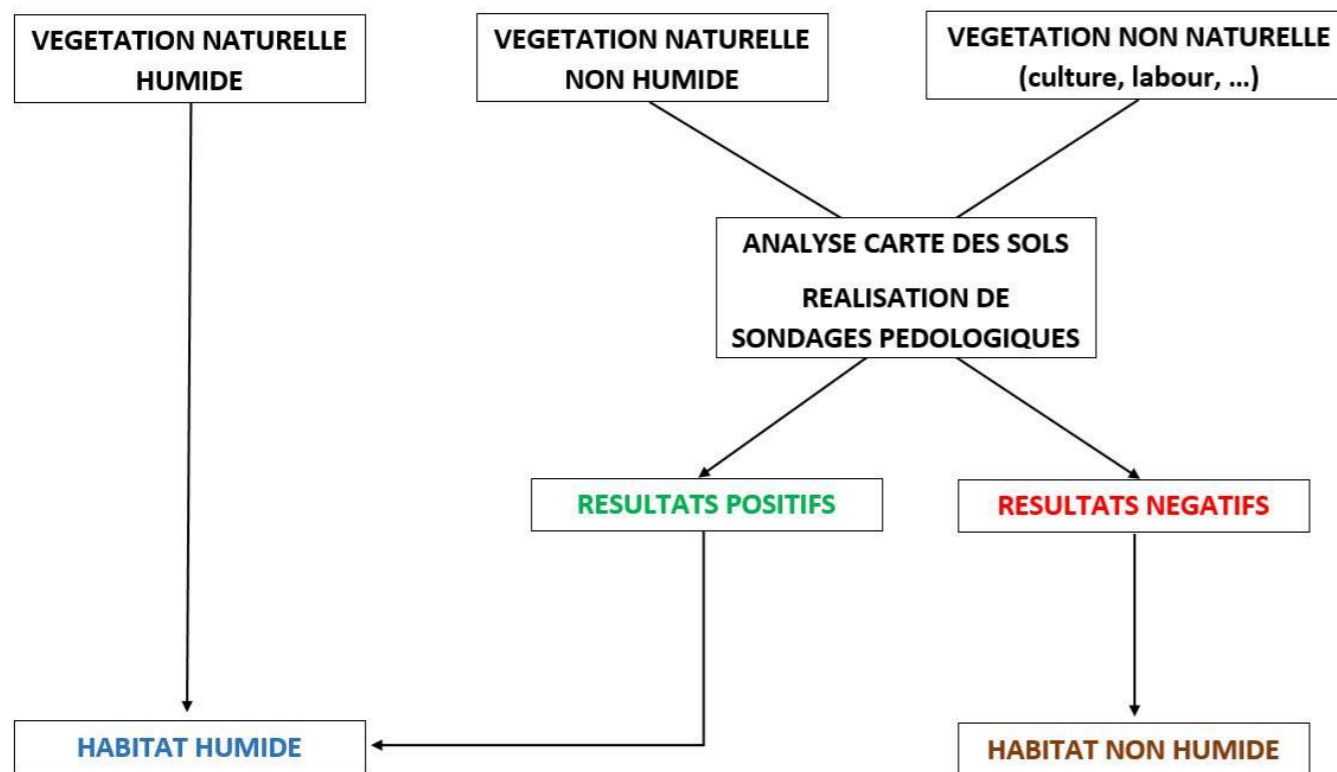 VEGETATION NATURELLE
HUMIDE
VEGETATION NATURELLE
NON HUMIDE
VEGETATION NON NATURELLE
(culture, labour, ...)
ANALYSE CARTE DES SOLS
REALISATION DE
SONDAGES PEDOLOGIQUES
RESULTATS POSITIFS
RESULTATS NEGATIFS
HABITAT HUMIDE
HABITAT NON HUMIDE